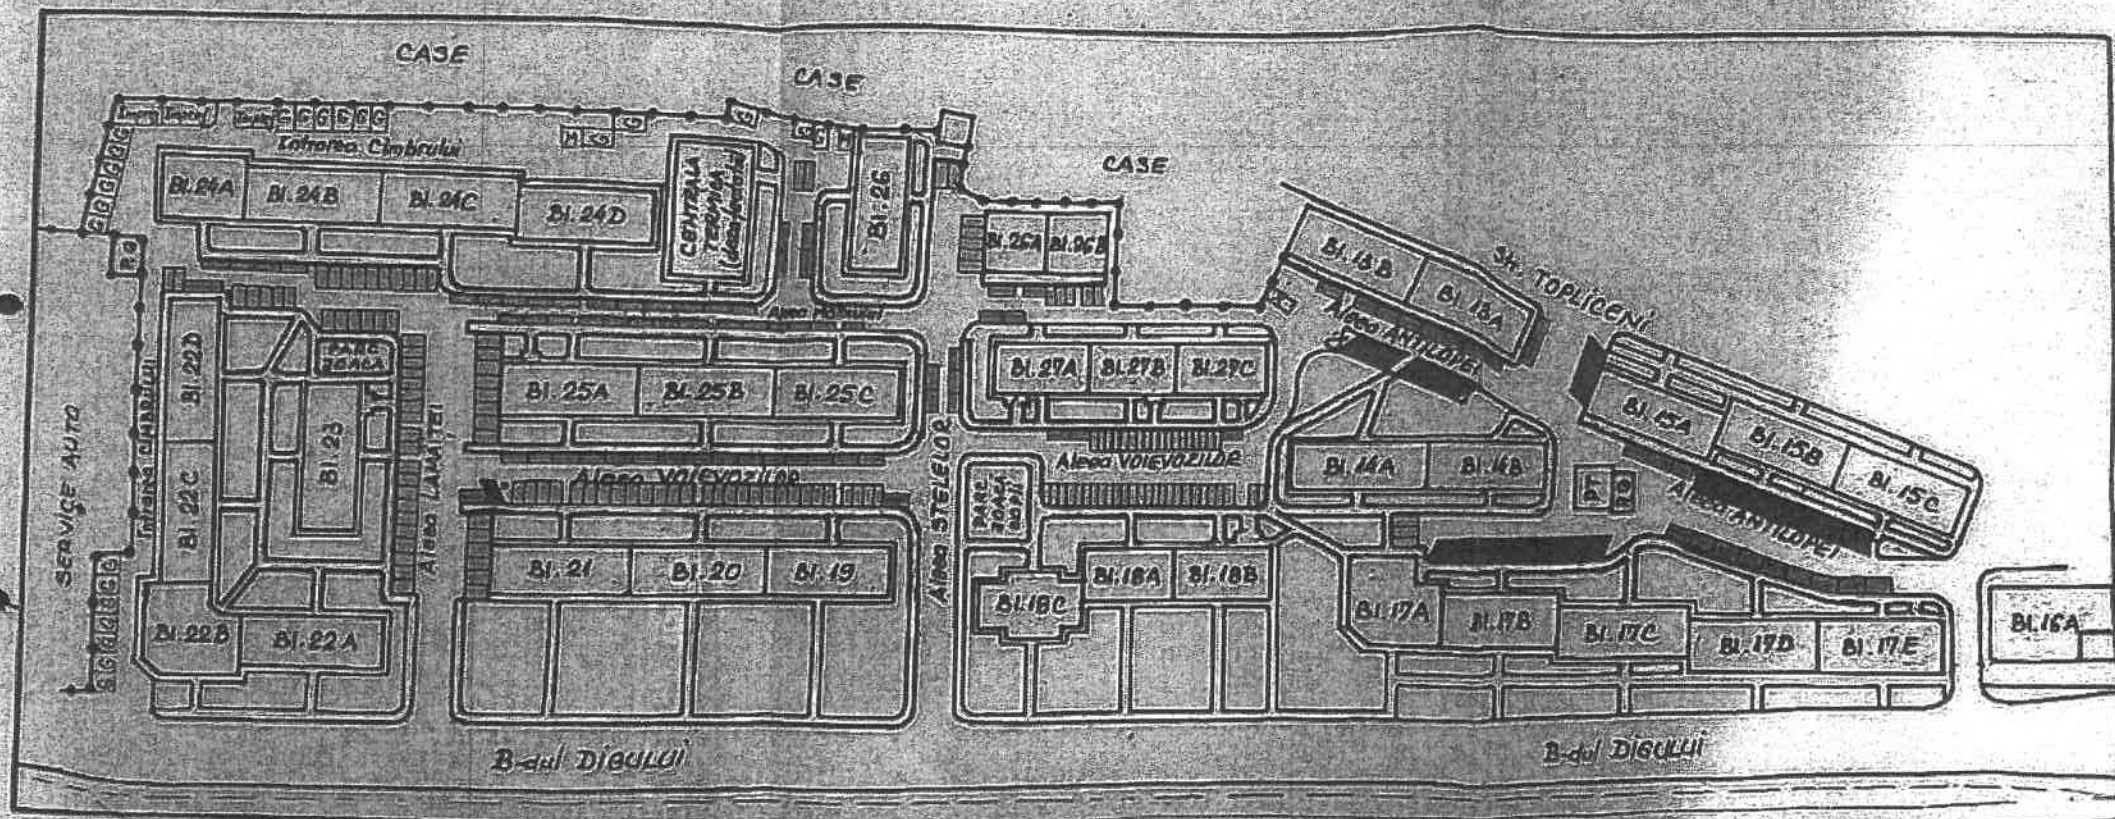 CASE
CASE
CASE
G G G G G G
Intrarea Cimbrului
M
G
G
G
G
M
G
G
G
G
G
G
Bl. 24A
Bl. 24B
Bl. 24C
Bl. 24D
CENTRALA
TERMICA
Bl. 26
Bl. 26A
Bl. 26B
Bl. 13B
Bl. 13A
Str. TOPLICENI
Aleea ANTILOPEI
SERVICE AUTO
Intrarea CIMBRULUI
Bl. 22D
Bl. 22C
Bl. 22B
Bl. 22A
PARC
JOACA
Bl. 23
Aleea LAMAITEI
Bl. 25A
Bl. 25B
Bl. 25C
Aleea VOIEVOZILOR
Bl. 21
Bl. 20
Bl. 19
Aleea STELELOR
Bl. 27A
Bl. 27B
Bl. 27C
Aleea VOIEVOZILOR
PARC
JOACA
COPII
Bl. 18C
Bl. 18A
Bl. 18B
Bl. 14A
Bl. 14B
PT
Bl. 15A
Bl. 15B
Bl. 15C
Aleea ANTILOPEI
Bl. 17A
Bl. 17B
Bl. 17C
Bl. 17D
Bl. 17E
Bl. 16A
G G G G G G
B-dul DIGULUI
B-dul DIGULUI